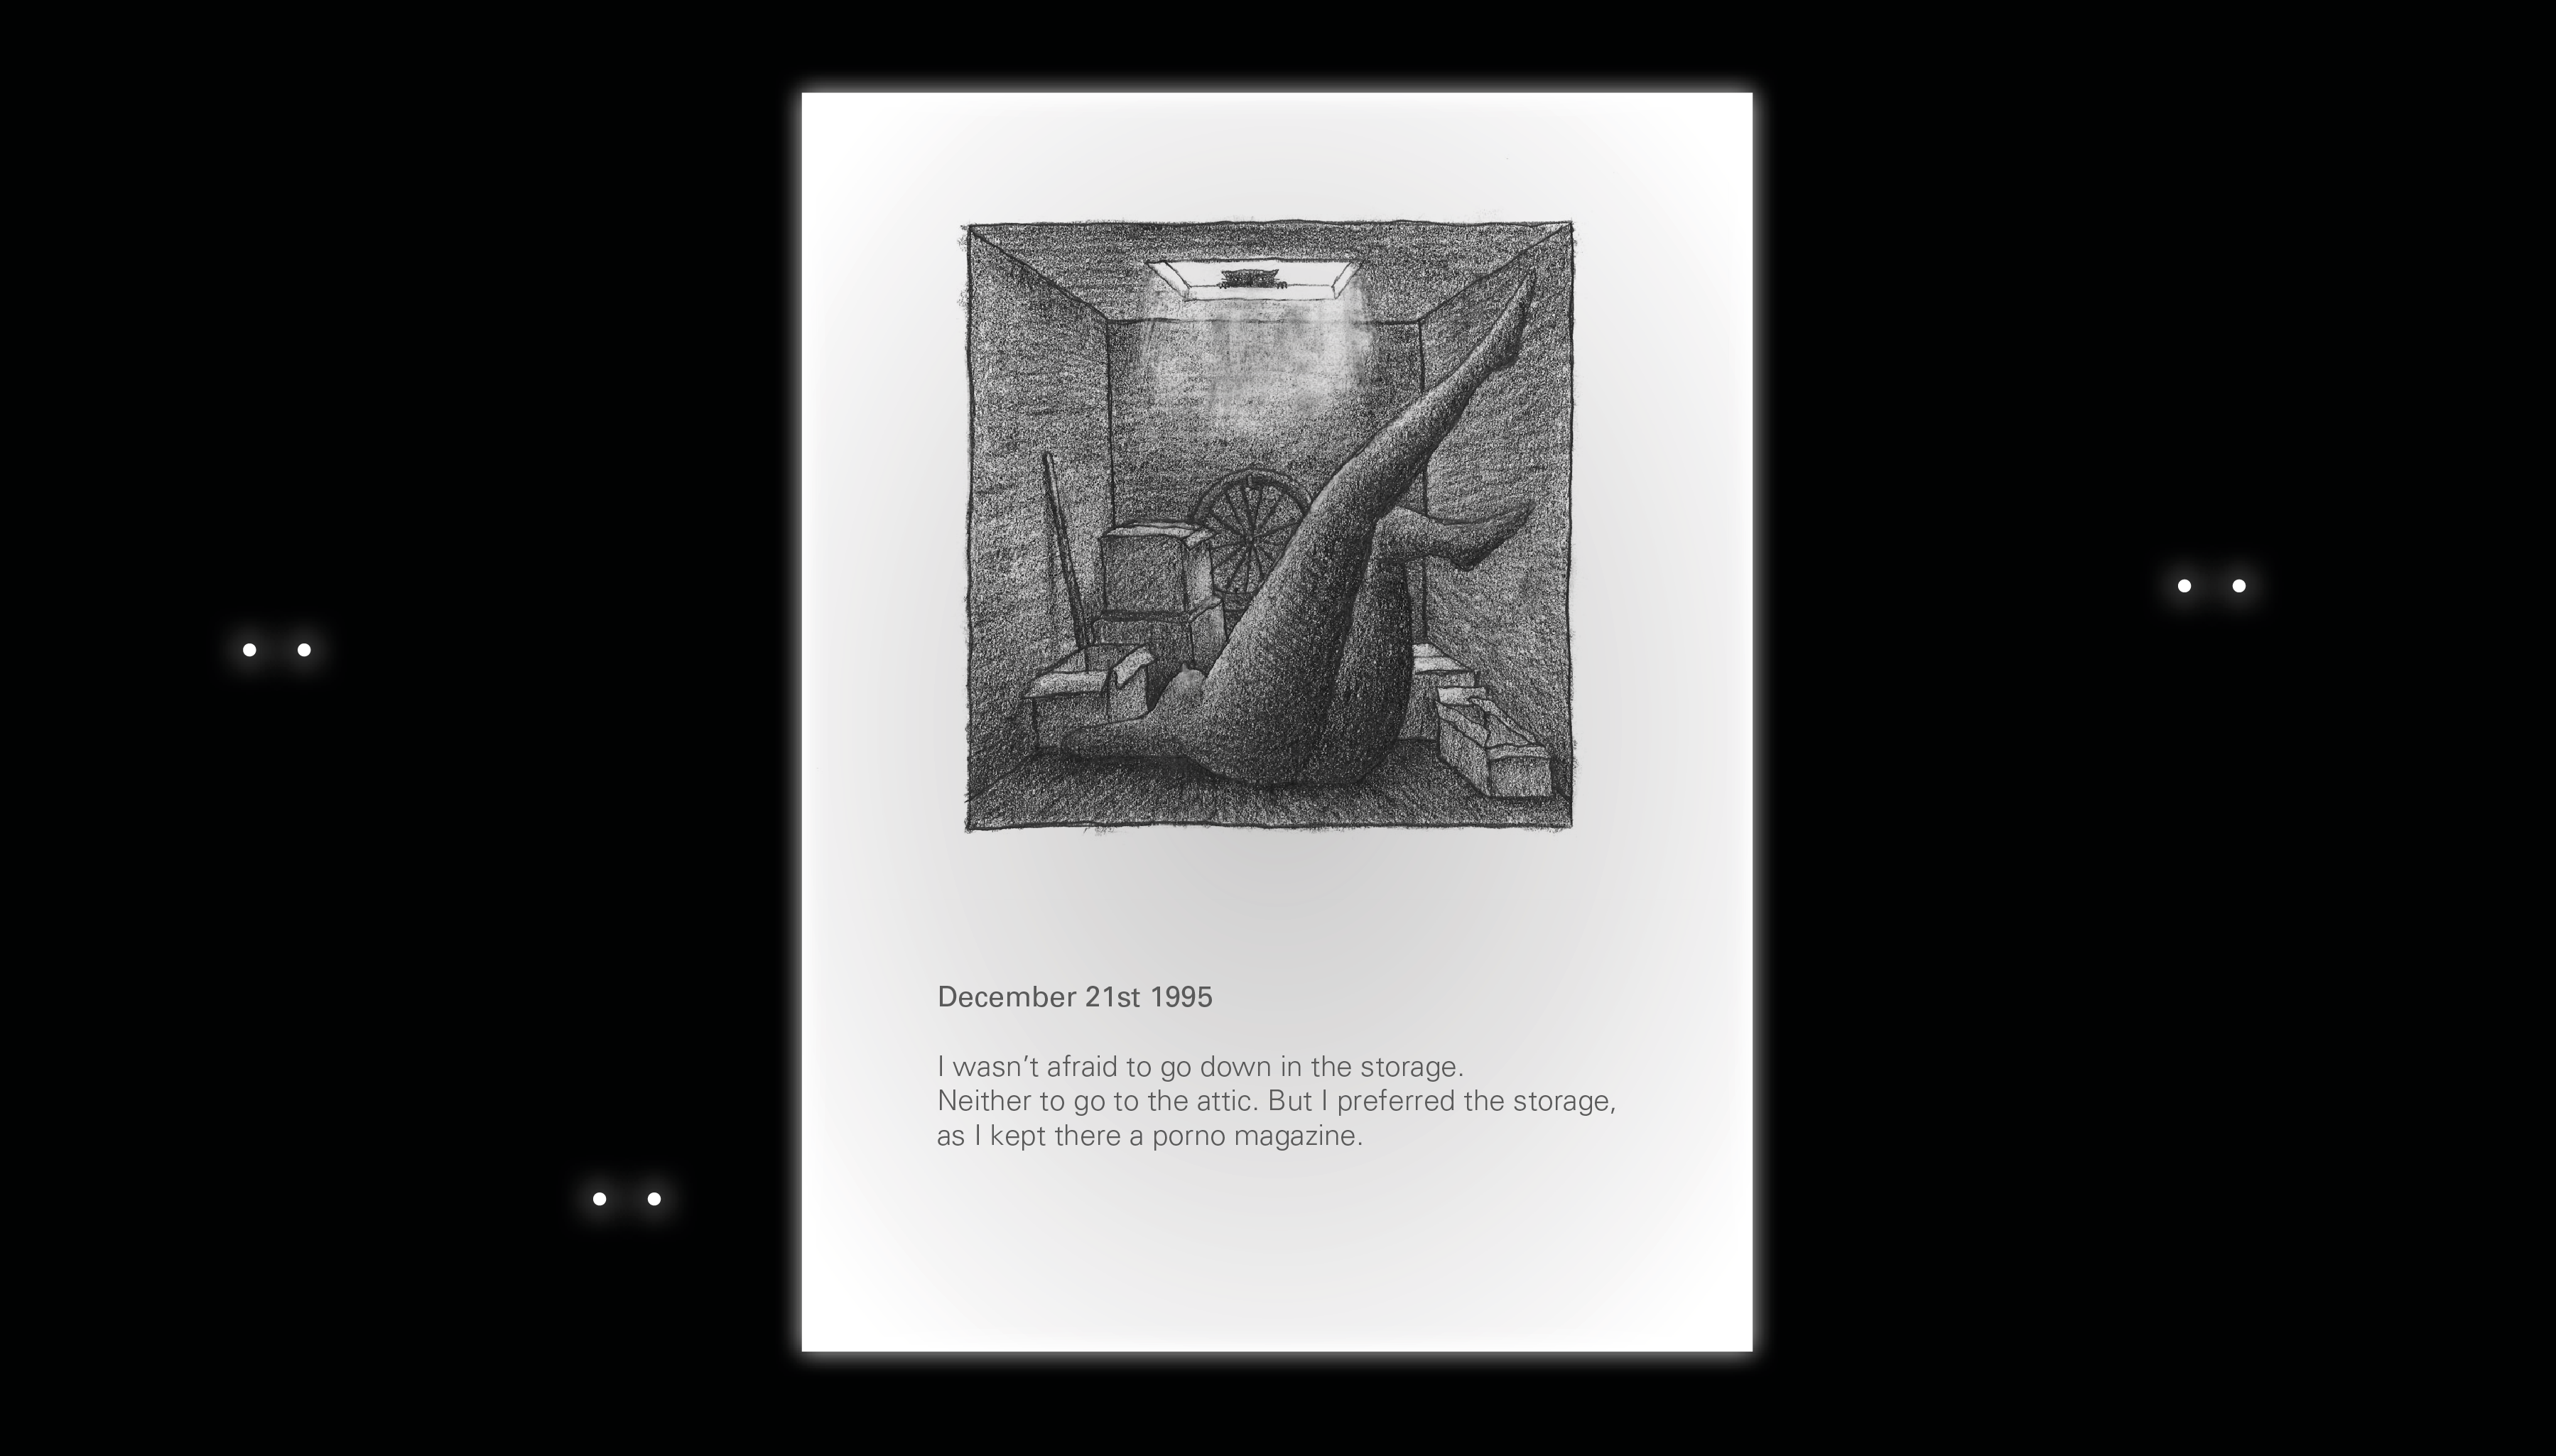 December 21st 1995
I wasn’t afraid to go down in the storage.
Neither to go to the attic. But I preferred the storage,
as I kept there a porno magazine.